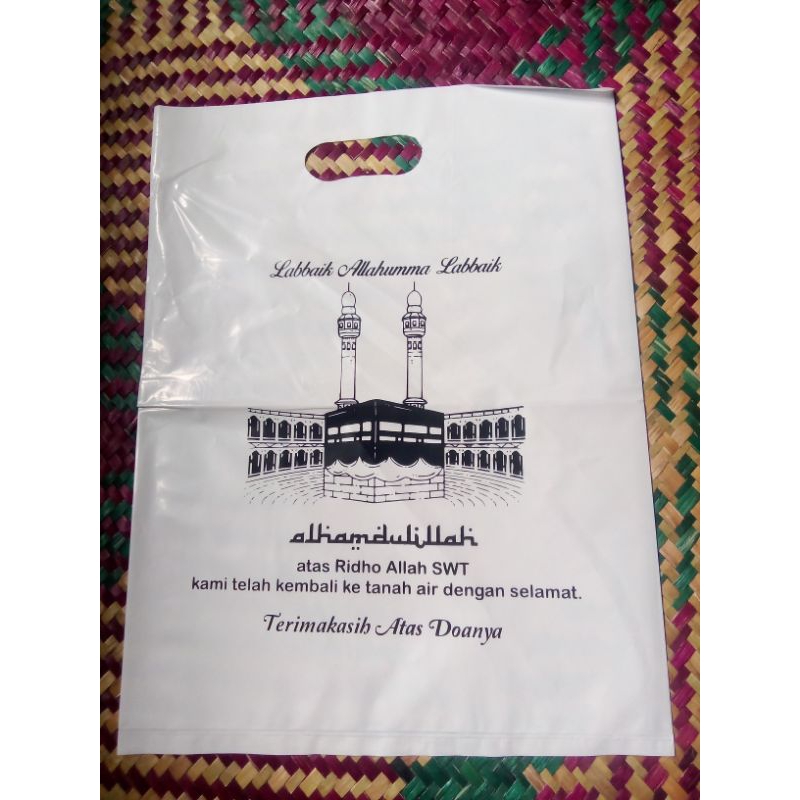 Labbaik Allahumma Labbaik
alhamdulillah
atas Ridho Allah SWT
kami telah kembali ke tanah air dengan selamat.
Terimakasih Atas Doanya